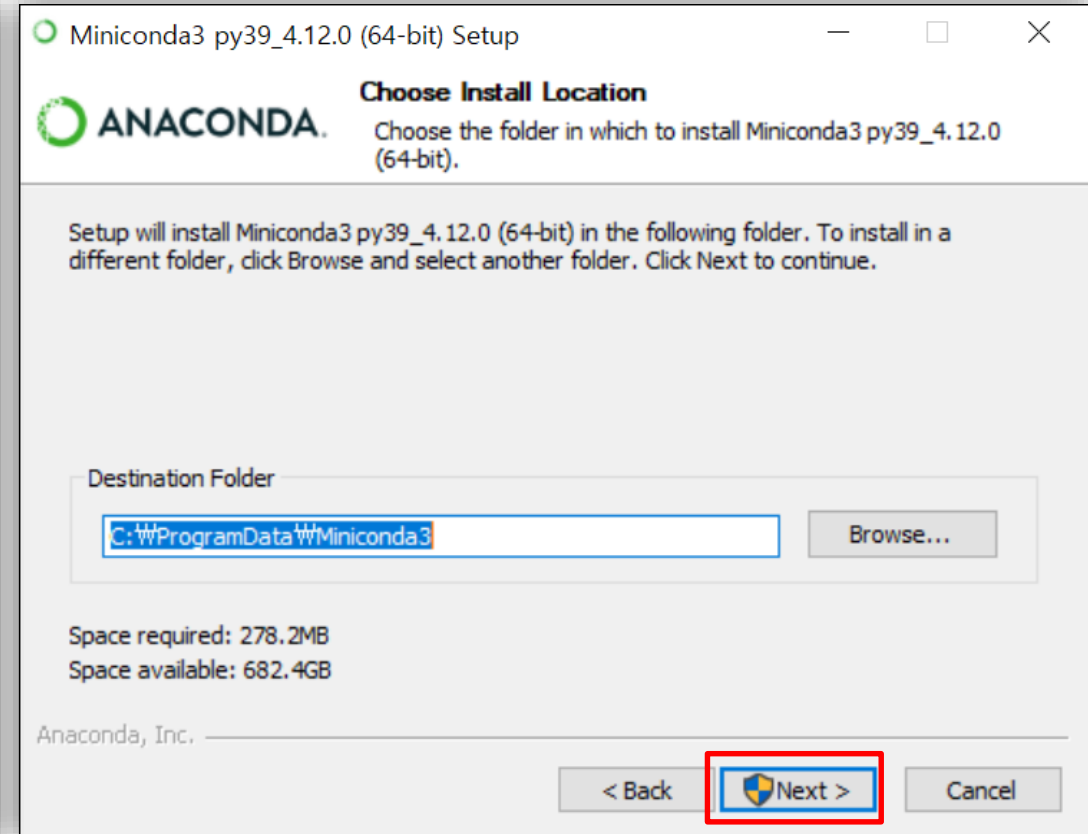 Miniconda3 py39_4.12.0 (64-bit) Setup
ANACONDA.
Choose Install Location
Choose the folder in which to install Miniconda3 py39_4.12.0
(64-bit).
Setup will install Miniconda3 py39_4.12.0 (64-bit) in the following folder. To install in a
different folder, click Browse and select another folder. Click Next to continue.
Destination Folder
C:₩ProgramData₩Miniconda3
Browse...
Space required: 278.2MB
Space available: 682.4GB
Anaconda, Inc.
< Back
Next >
Cancel